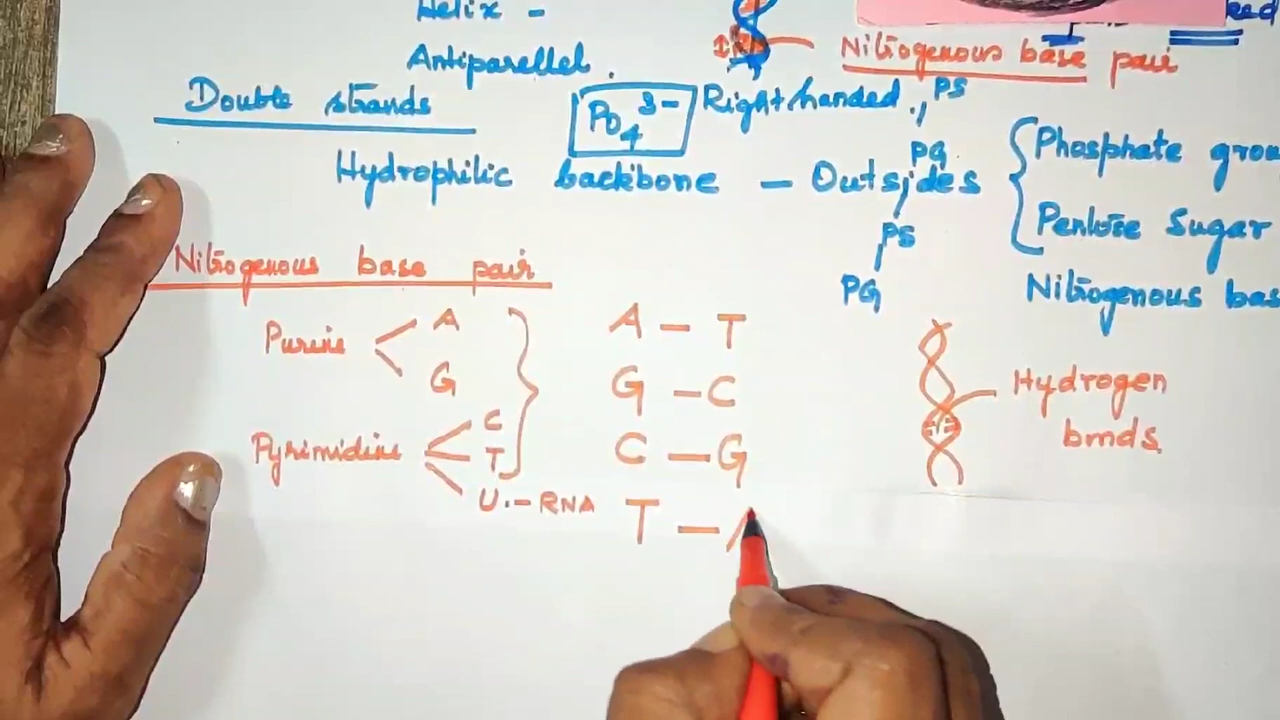 Helix -
Antiparellel.
Nitrogenous base pair
Double strands
PO4 3-
Right handed.
PS
PG
PS
PG
Hydrophilic backbone - Outsides
Phosphate grou
Pentose Sugar
Nitrogenous bas
Nitrogenous base pair
Purine
A
G
Pyrimidine
C
T
U.-RNA
A - T
G - C
C - G
T - A
Hydrogen
bonds